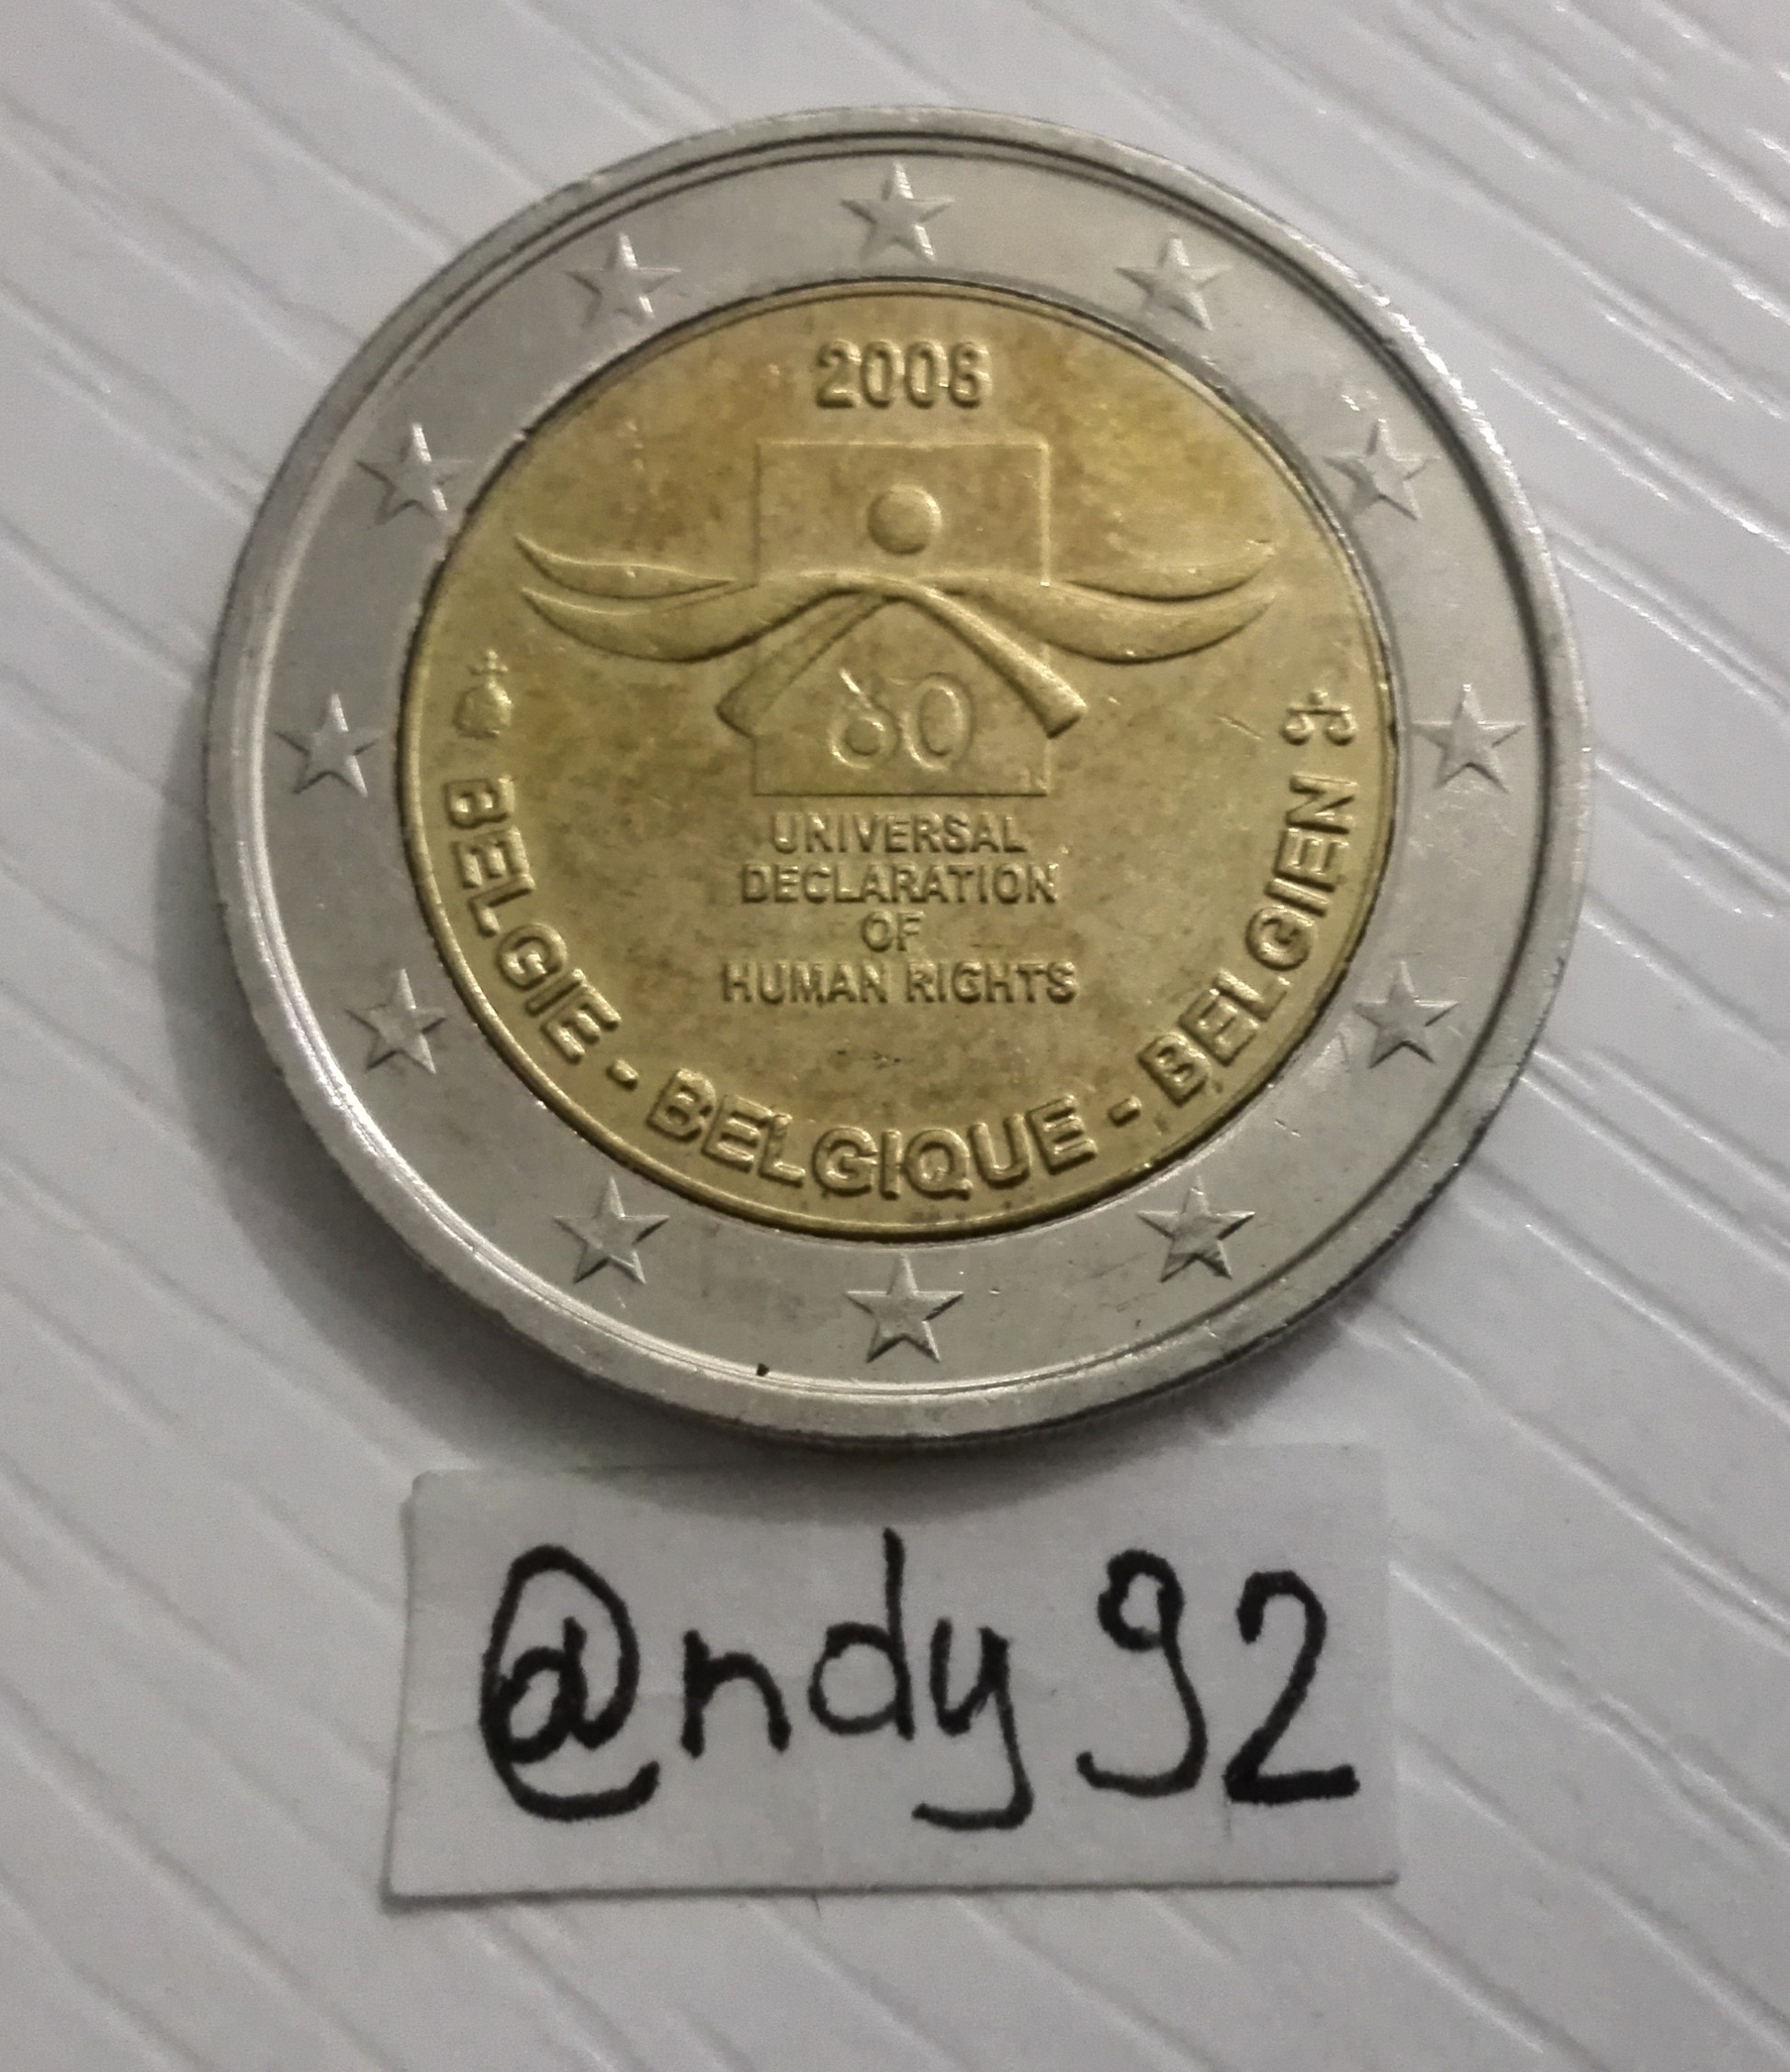 2008
60
UNIVERSAL
DECLARATION
OF
HUMAN RIGHTS
BELGIE - BELGIQUE - BELGIEN
@ndy92